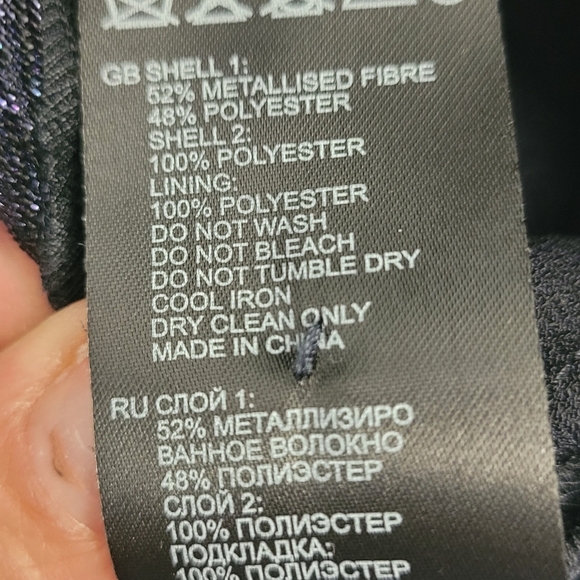 GB SHELL 1:
52% METALLISED FIBRE
48% POLYESTER
SHELL 2:
100% POLYESTER
LINING:
100% POLYESTER
DO NOT WASH
DO NOT BLEACH
DO NOT TUMBLE DRY
COOL IRON
DRY CLEAN ONLY
MADE IN CHINA
RU СЛОЙ 1:
52% МЕТАЛЛИЗИРО
ВАННОЕ ВОЛОКНО
48% ПОЛИЭСТЕР
СЛОЙ 2:
100% ПОЛИЭСТЕР
ПОДКЛАДКА:
100% ПОЛИЭСТЕР